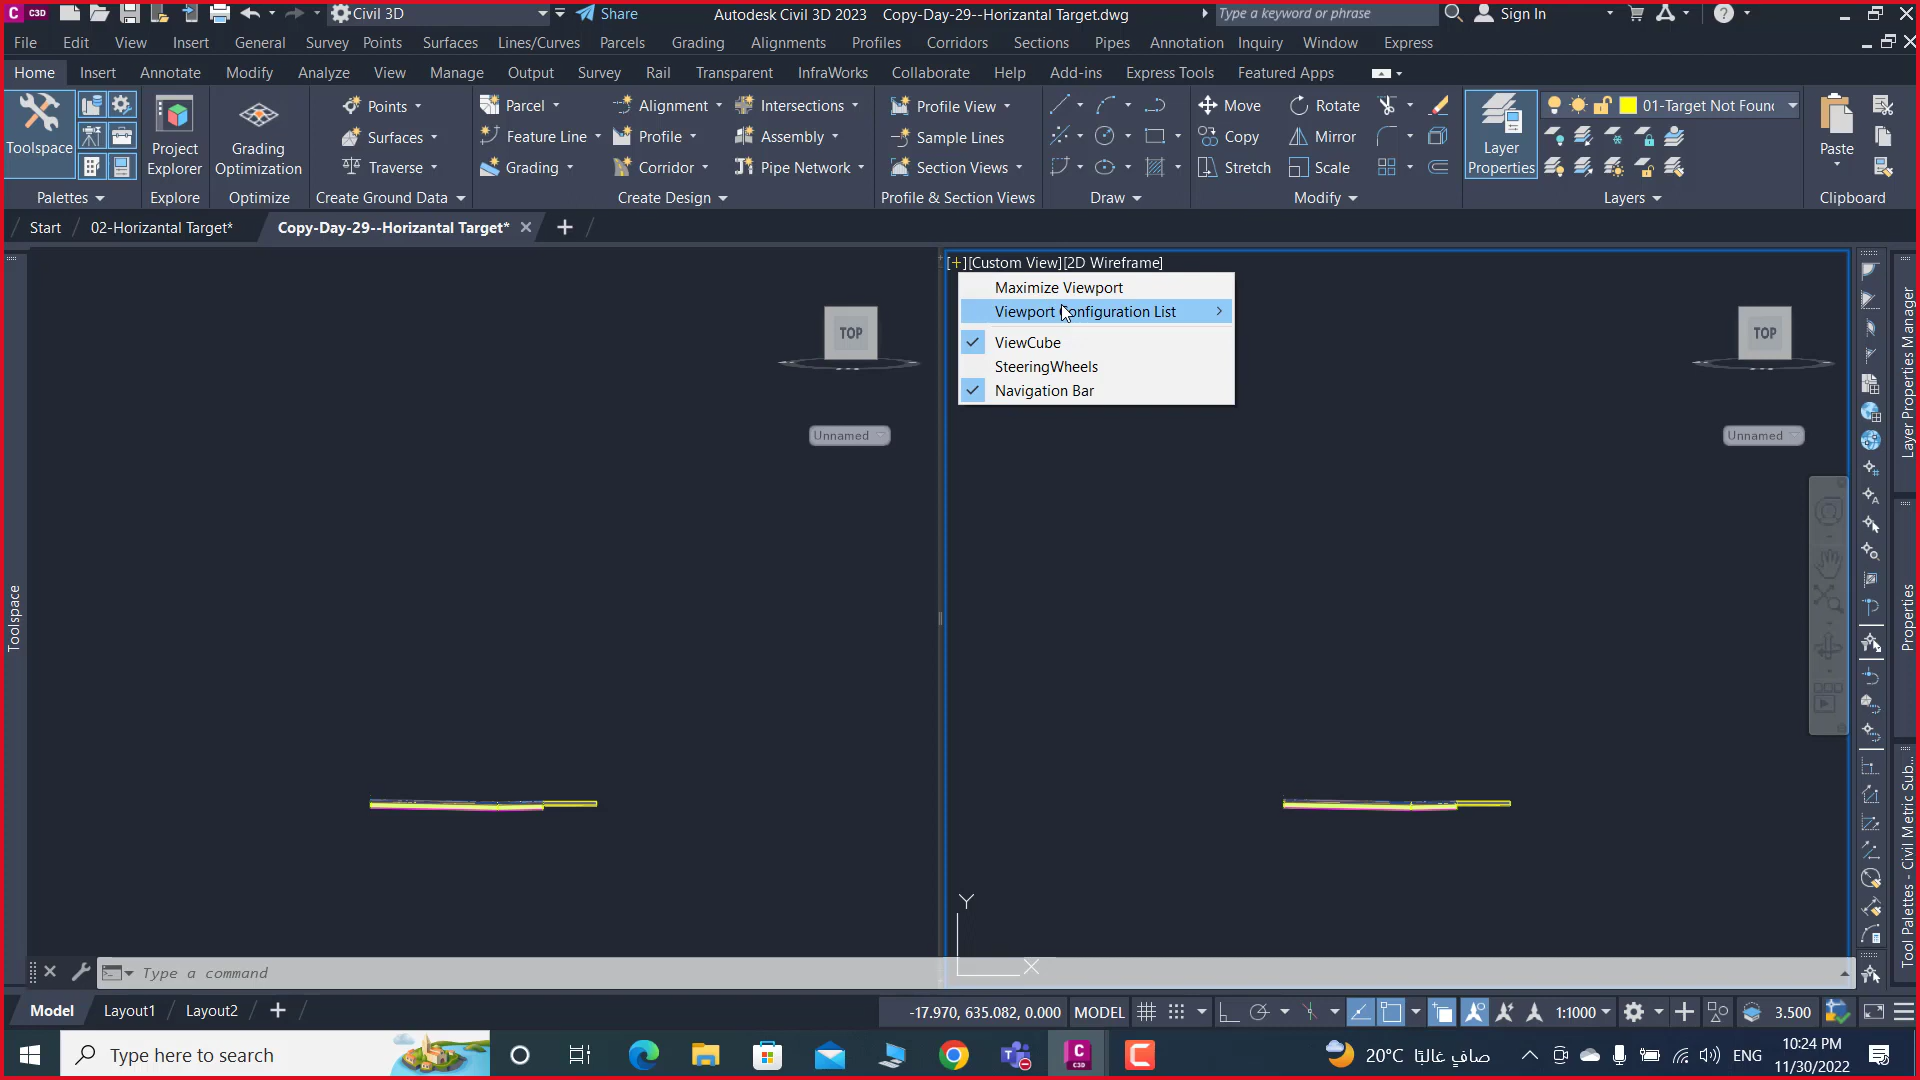 C3D Civil 3D Share Autodesk Civil 3D 2023 Copy-Day-29--Horizantal Target.dwg Type a keyword or phrase Sign In
File Edit View Insert General Survey Points Surfaces Lines/Curves Parcels Grading Alignments Profiles Corridors Sections Pipes Annotation Inquiry Window Express
Home Insert Annotate Modify Analyze View Manage Output Survey Rail Transparent InfraWorks Collaborate Help Add-ins Express Tools Featured Apps
Points Parcel Alignment Intersections Profile View Move Rotate 01-Target Not Foun
Toolspace Project Explorer Grading Optimization Surfaces Feature Line Profile Assembly Sample Lines Copy Mirror Layer Properties Paste
Traverse Grading Corridor Pipe Network Section Views Stretch Scale
Palettes Explore Optimize Create Ground Data Create Design Profile & Section Views Draw Modify Layers Clipboard
Start 02-Horizantal Target* Copy-Day-29--Horizantal Target*
[+][Custom View][2D Wireframe]
Maximize Viewport
Viewport Configuration List
ViewCube
SteeringWheels
Navigation Bar
TOP TOP
Unnamed Unnamed
Toolspace
Layer Properties Manager
Properties
Tool Palettes - Civil Metric Sub...
Y
X
Type a command
Model Layout1 Layout2 -17.970, 635.082, 0.000 MODEL 1:1000 3.500
Type here to search C3D 20°C صافٍ غالبًا ENG 10:24 PM
11/30/2022